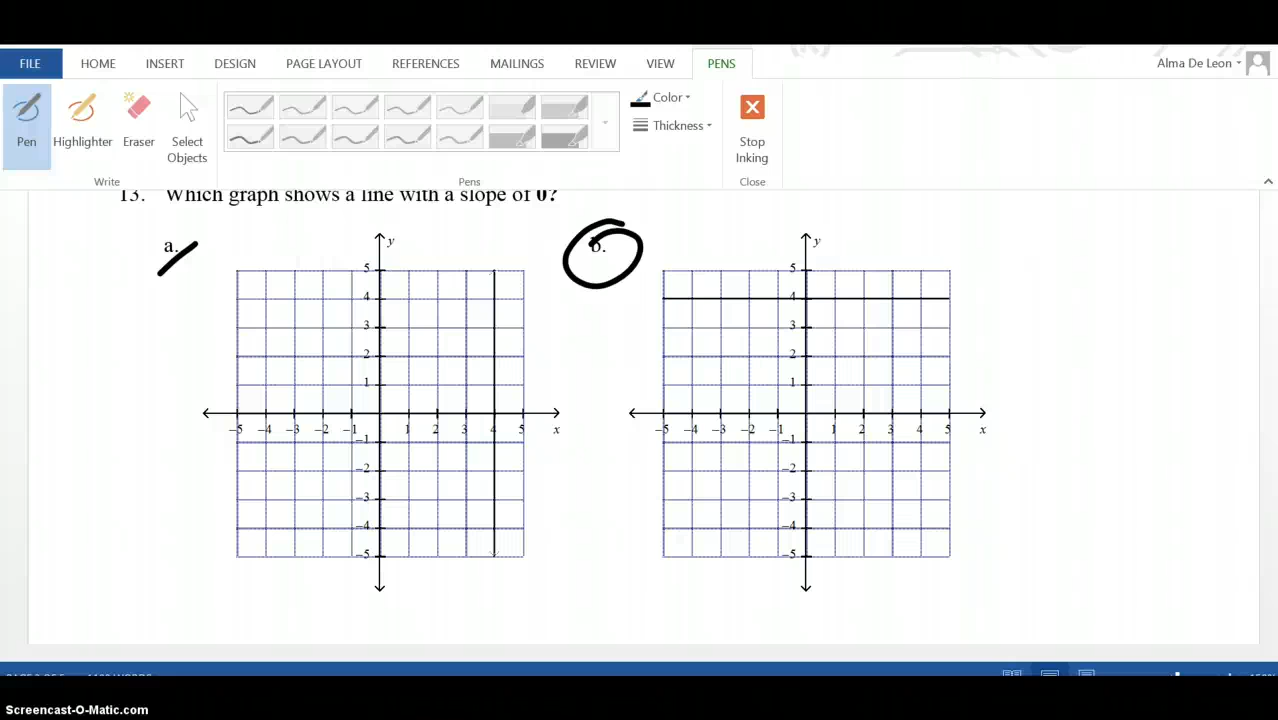 FILE HOME INSERT DESIGN PAGE LAYOUT REFERENCES MAILINGS REVIEW VIEW PENS Alma De Leon
Pen Highlighter Eraser Select Objects Color Thickness Stop Inking
Write Pens Close
13. Which graph shows a line with a slope of 0?
a. b.
y y
5 5
4 4
3 3
2 2
1 1
–5 –4 –3 –2 –1 1 2 3 4 5 x –5 –4 –3 –2 –1 1 2 3 4 5 x
–1 –1
–2 –2
–3 –3
–4 –4
–5 –5
Screencast-O-Matic.com